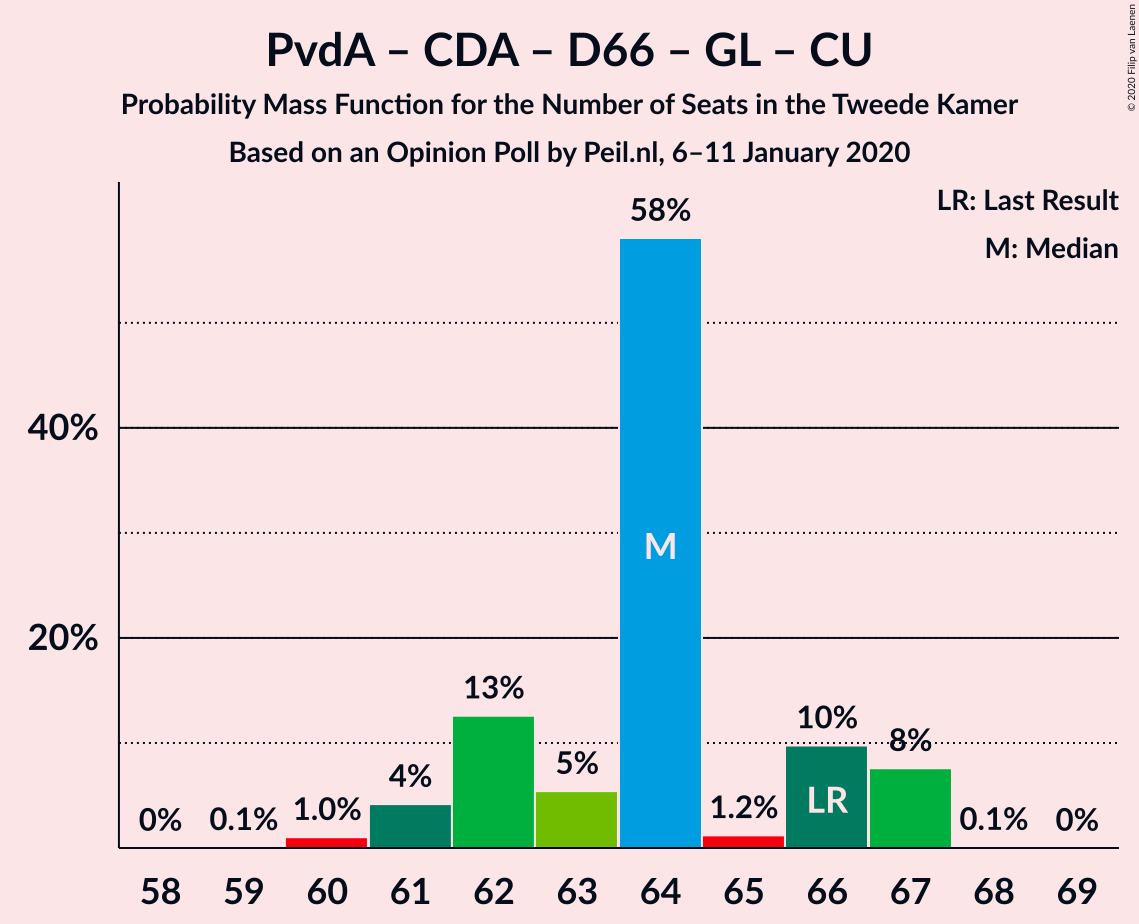 PvdA – CDA – D66 – GL – CU
Probability Mass Function for the Number of Seats in the Tweede Kamer
Based on an Opinion Poll by Peil.nl, 6–11 January 2020
© 2020 Filip van Laenen
LR: Last Result
M: Median
40%
20%
0%
0.1%
1.0%
4%
13%
5%
58%
M
1.2%
10%
LR
8%
0.1%
0%
58 59 60 61 62 63 64 65 66 67 68 69